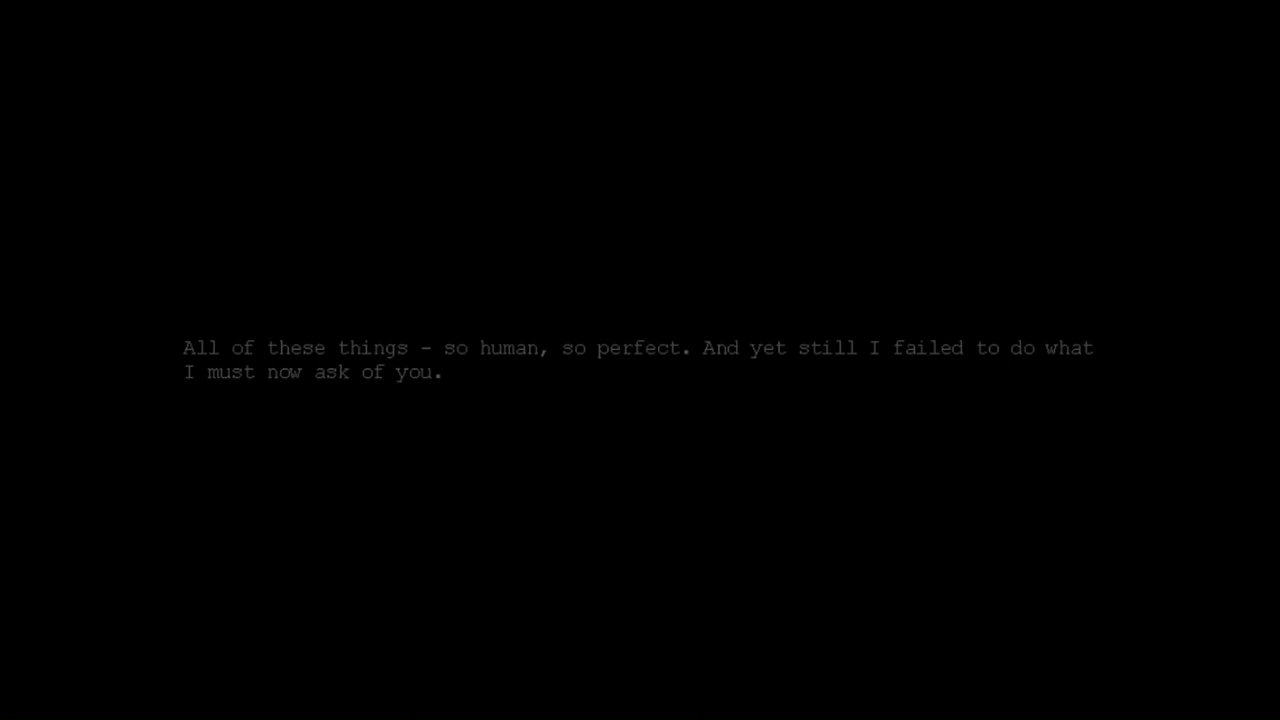 All of these things - so human, so perfect. And yet still I failed to do what
I must now ask of you.